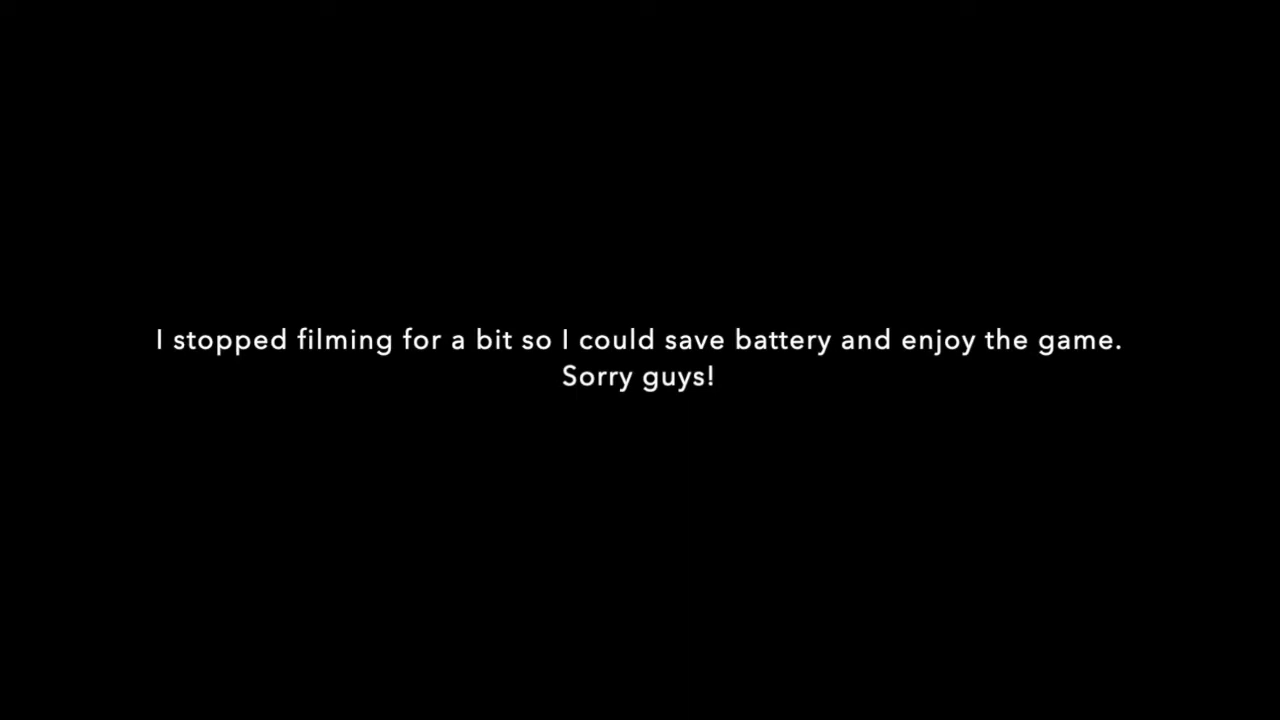 I stopped filming for a bit so I could save battery and enjoy the game.
Sorry guys!